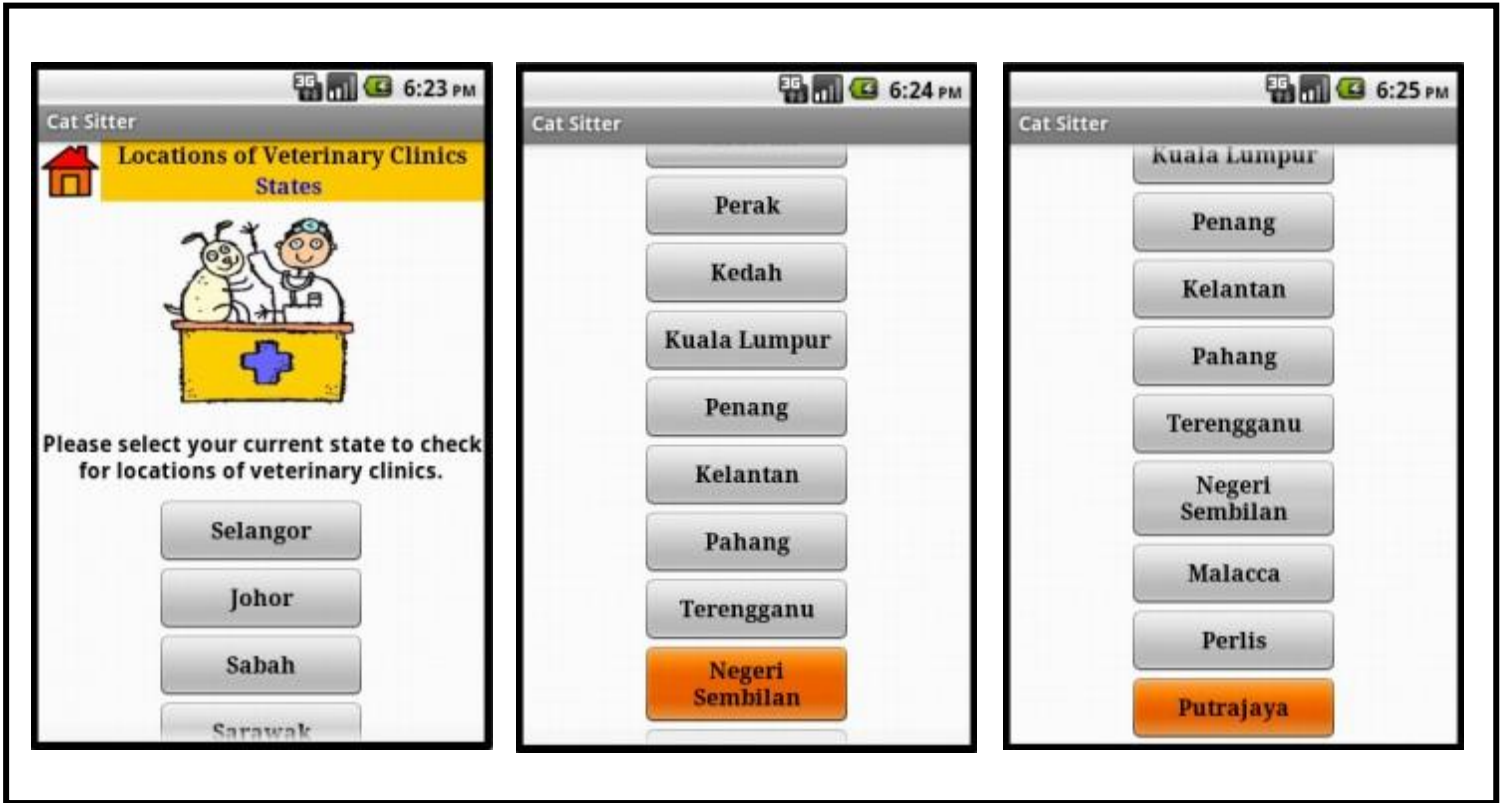 3G
6:23 PM
Cat Sitter
Locations of Veterinary Clinics
States
Please select your current state to check
for locations of veterinary clinics.
Selangor
Johor
Sabah
Sarawak
3G
6:24 PM
Cat Sitter
Perak
Kedah
Kuala Lumpur
Penang
Kelantan
Pahang
Terengganu
Negeri
Sembilan
3G
6:25 PM
Cat Sitter
Kuala Lumpur
Penang
Kelantan
Pahang
Terengganu
Negeri
Sembilan
Malacca
Perlis
Putrajaya